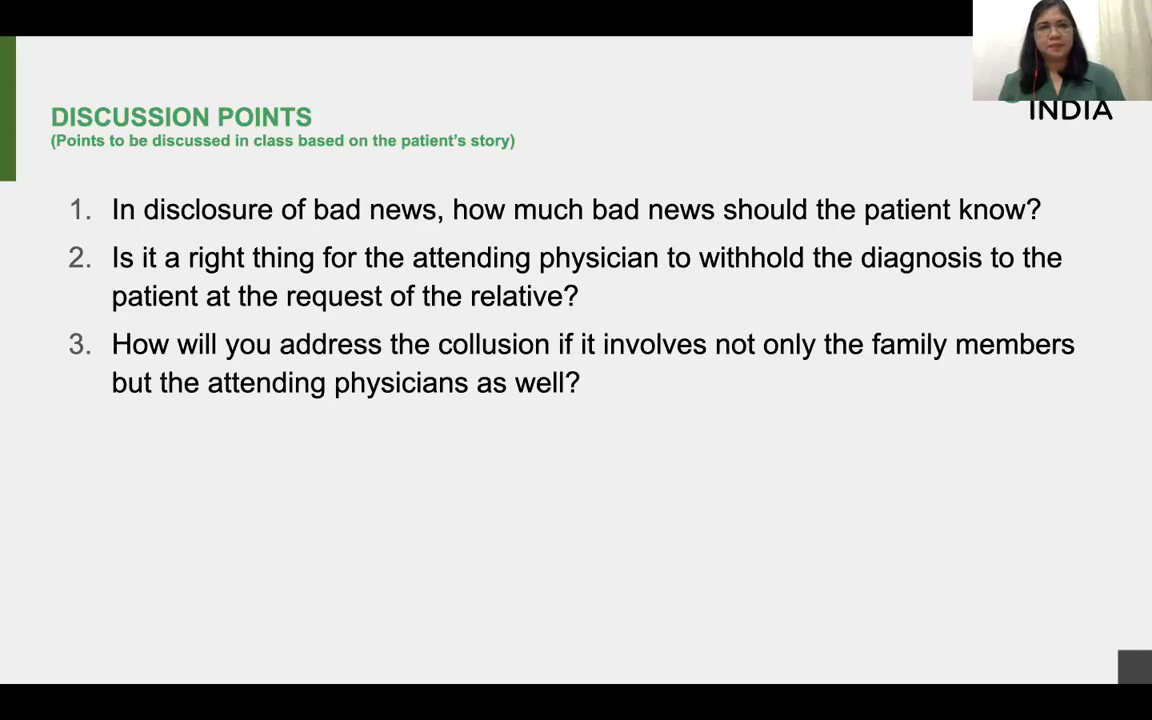 DISCUSSION POINTS
(Points to be discussed in class based on the patient's story)
INDIA
1. In disclosure of bad news, how much bad news should the patient know?
2. Is it a right thing for the attending physician to withhold the diagnosis to the
patient at the request of the relative?
3. How will you address the collusion if it involves not only the family members
but the attending physicians as well?